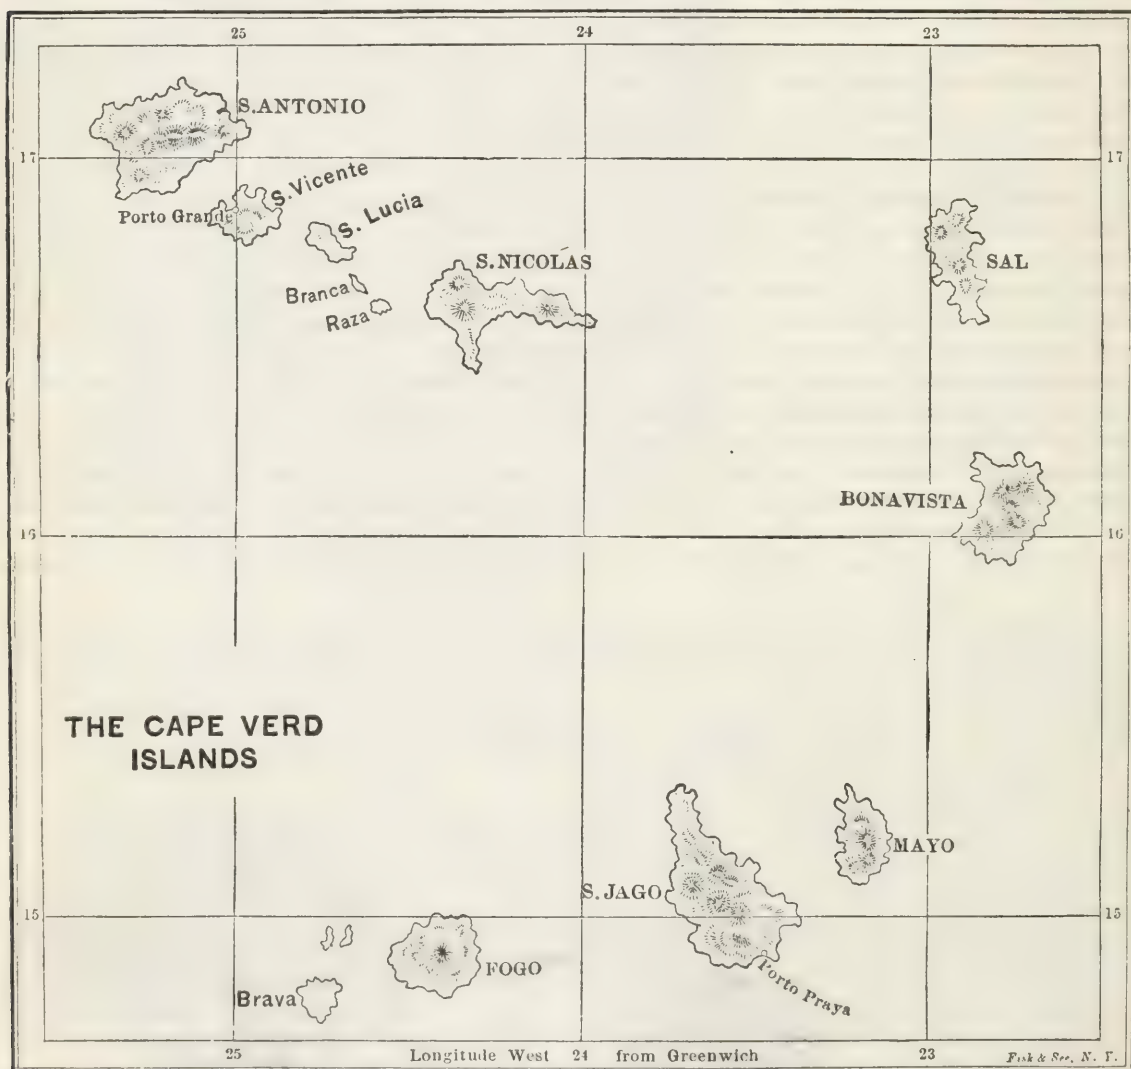 25 24 23
S. ANTONIO
17 17
Porto Grande
S. Vicente
S. Lucia
S. NICOLÁS
SAL
Branca
Raza
BONAVISTA
16 16
THE CAPE VERD
ISLANDS
MAYO
S. JAGO
15 15
FOGO
Porto Praya
Brava
25 Longitude West 24 from Greenwich 23
Fisk & See, N. Y.